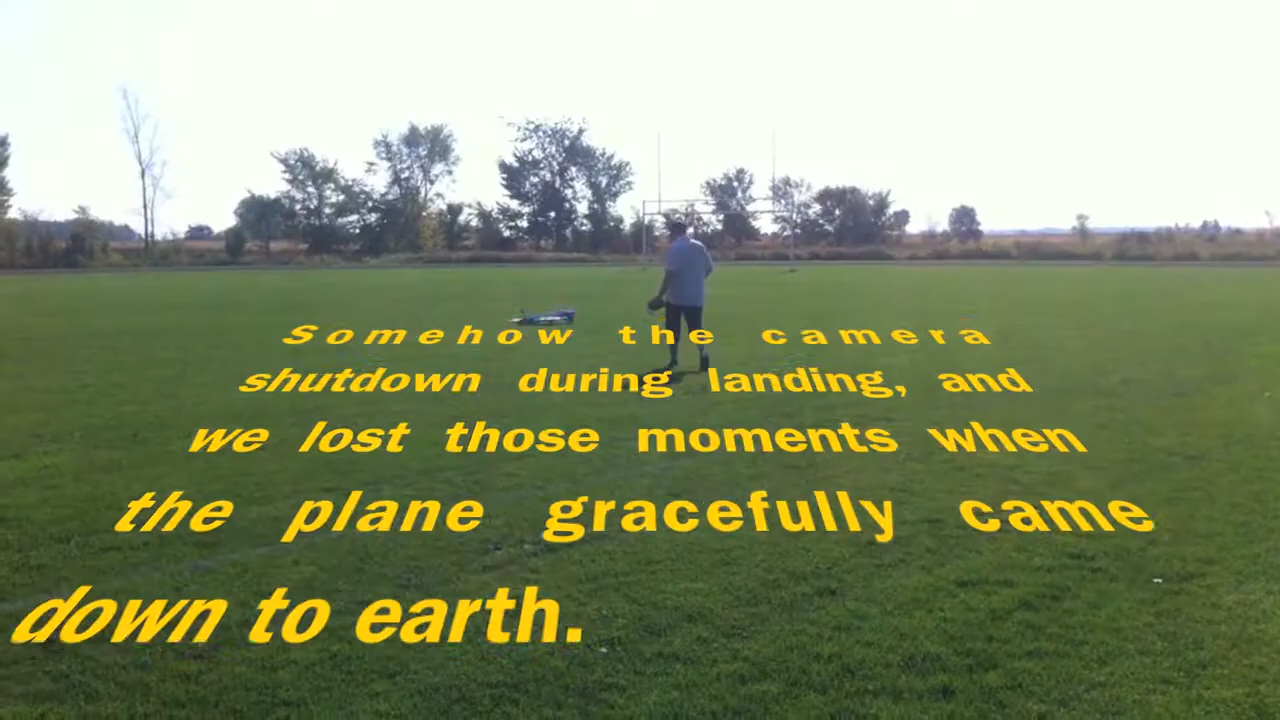 Somehow the camera
shutdown during landing, and
we lost those moments when
the plane gracefully came
down to earth.